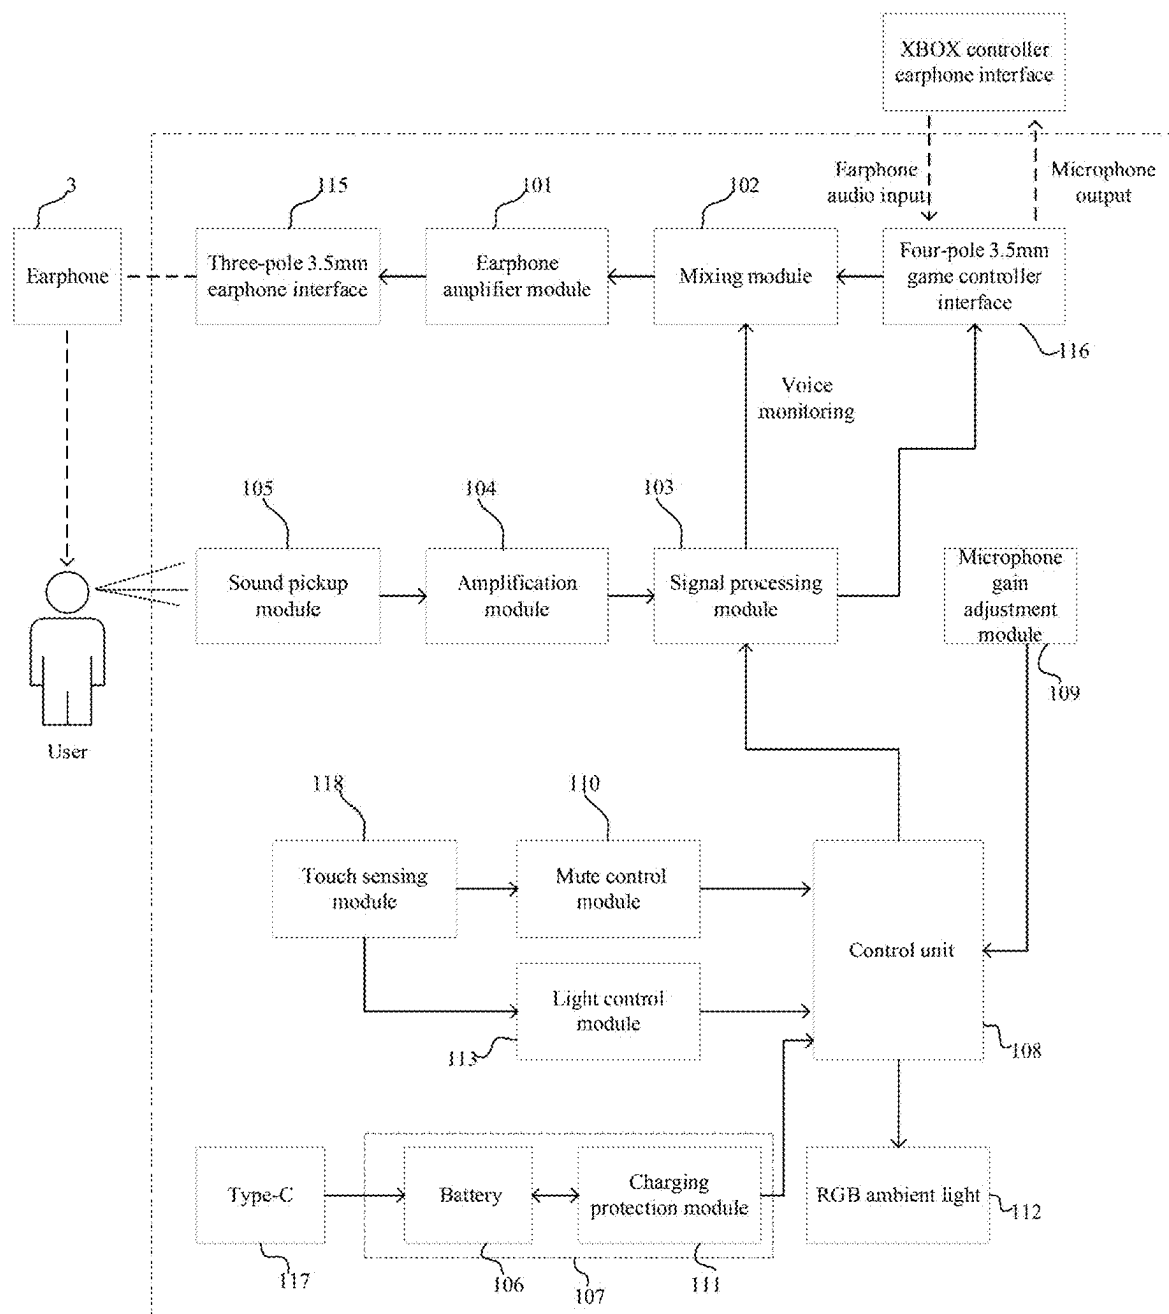 XBOX controller
earphone interface
Earphone
audio input
Microphone
output
3
115
101
102
Earphone
Three-pole 3.5mm
earphone interface
Earphone
amplifier module
Mixing module
Four-pole 3.5mm
game controller
interface
116
Voice
monitoring
105
104
103
Sound pickup
module
Amplification
module
Signal processing
module
Microphone
gain
adjustment
module
109
User
118
110
Touch sensing
module
Mute control
module
Control unit
Light control
module
113
108
Type-C
Battery
Charging
protection module
RGB ambient light
112
117
106
107
111